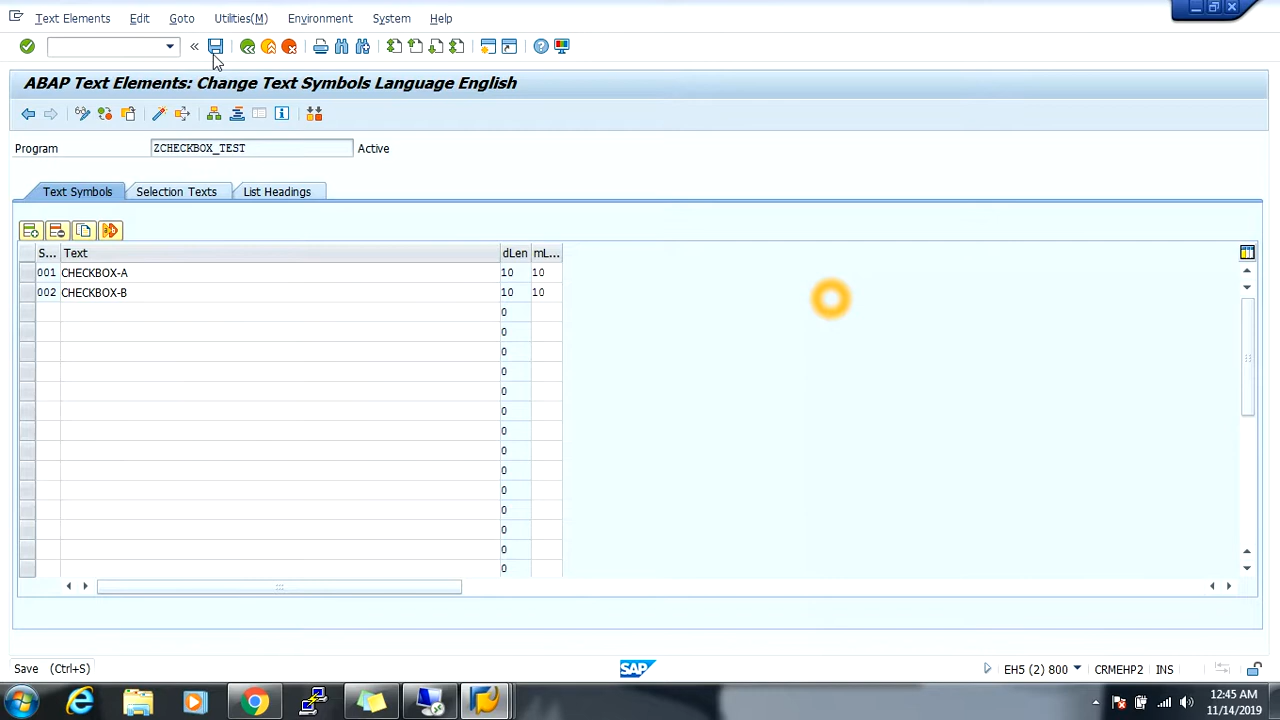 Text Elements Edit Goto Utilities(M) Environment System Help
ABAP Text Elements: Change Text Symbols Language English
Program ZCHECKBOX_TEST Active
Text Symbols Selection Texts List Headings
S... Text dLen mL...
001 CHECKBOX-A 10 10
002 CHECKBOX-B 10 10
0
0
0
0
0
0
0
0
0
0
0
0
0
0
Save (Ctrl+S) SAP EH5 (2) 800 CRMEHP2 INS
12:45 AM
11/14/2019